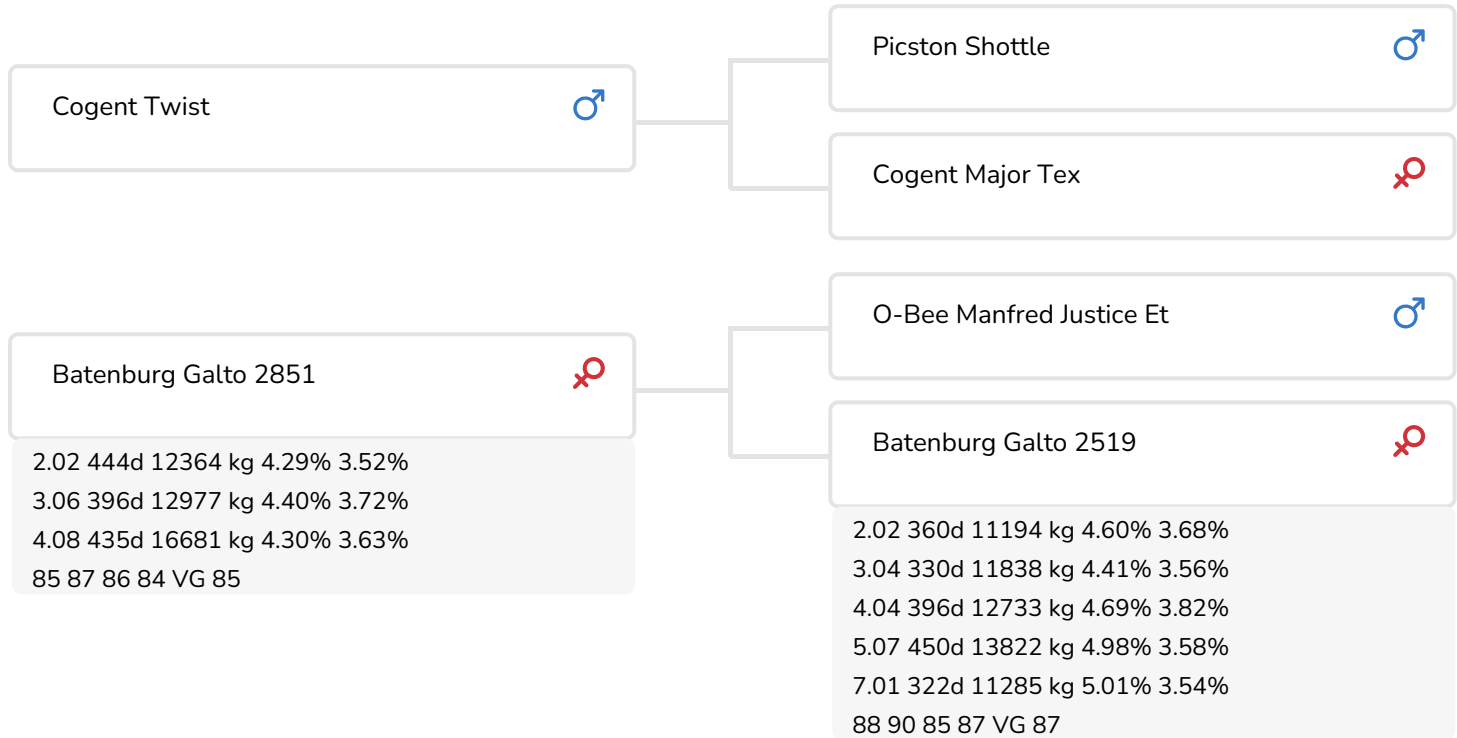 Picston Shottle
Cogent Twist
Cogent Major Tex
O-Bee Manfred Justice Et
Batenburg Galto 2851
2.02 444d 12364 kg 4.29% 3.52%
3.06 396d 12977 kg 4.40% 3.72%
4.08 435d 16681 kg 4.30% 3.63%
85 87 86 84 VG 85
Batenburg Galto 2519
2.02 360d 11194 kg 4.60% 3.68%
3.04 330d 11838 kg 4.41% 3.56%
4.04 396d 12733 kg 4.69% 3.82%
5.07 450d 13822 kg 4.98% 3.58%
7.01 322d 11285 kg 5.01% 3.54%
88 90 85 87 VG 87